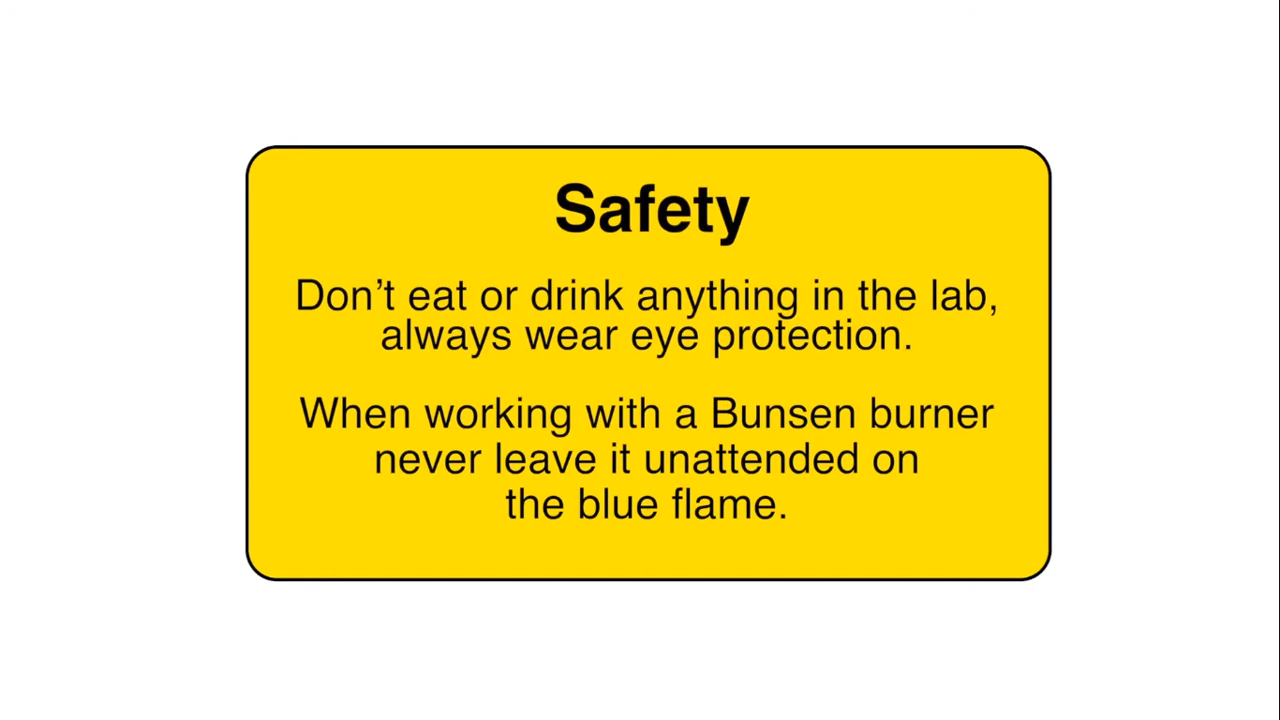 Safety
Don’t eat or drink anything in the lab,
always wear eye protection.
When working with a Bunsen burner
never leave it unattended on
the blue flame.